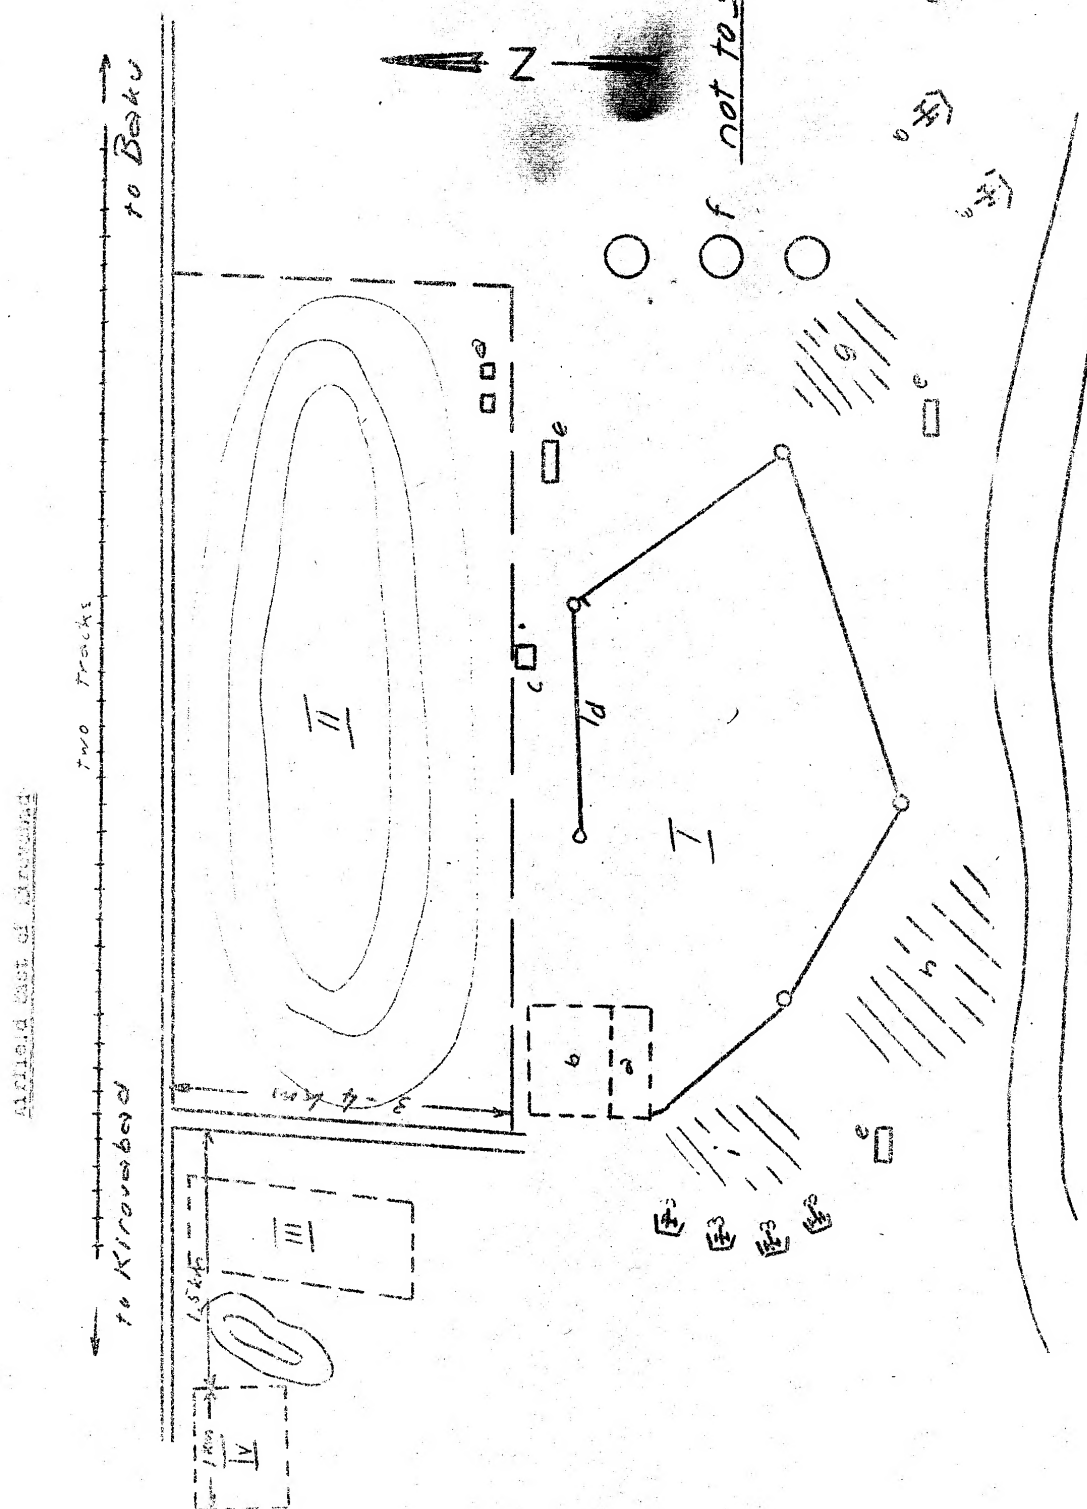 Airfield East of
Two Tracks
to Kirovabad
to Baku
N
not to
II
I
III
IV
3-4 km
1,5 km
1 km
a
b
c
d
e
e
e
f
g
h
i